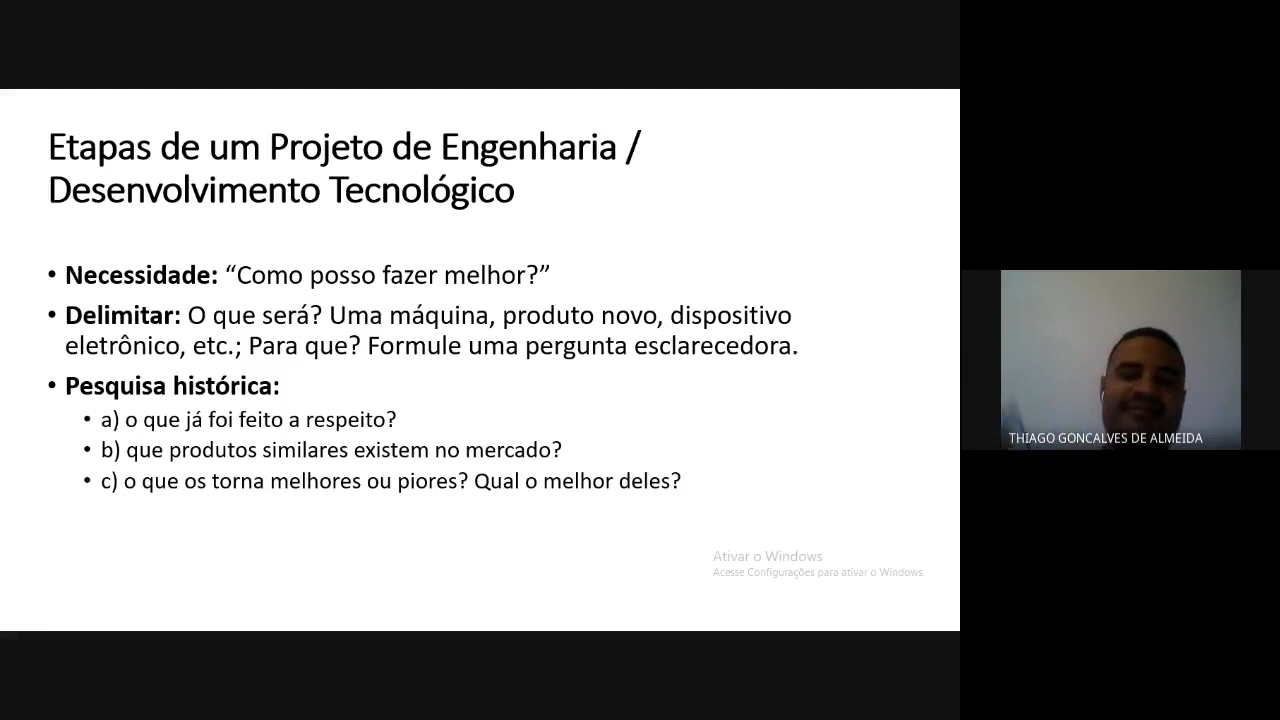 Etapas de um Projeto de Engenharia /
Desenvolvimento Tecnológico
• Necessidade: “Como posso fazer melhor?”
• Delimitar: O que será? Uma máquina, produto novo, dispositivo
eletrônico, etc.; Para que? Formule uma pergunta esclarecedora.
• Pesquisa histórica:
• a) o que já foi feito a respeito?
• b) que produtos similares existem no mercado?
• c) o que os torna melhores ou piores? Qual o melhor deles?
Ativar o Windows
Acesse Configurações para ativar o Windows.
THIAGO GONCALVES DE ALMEIDA